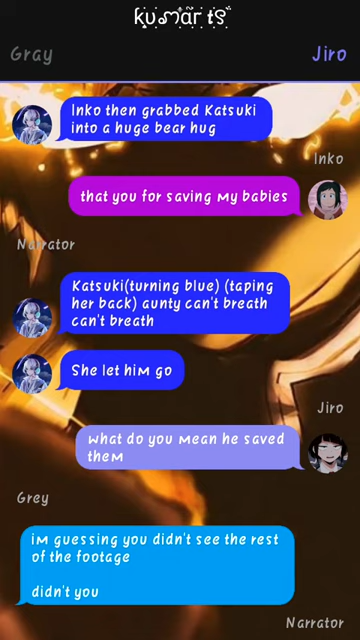 kumar ts
Gray
Jiro
Inko then grabbed Katsuki
into a huge bear hug
Inko
that you for saving my babies
Narrator
Katsuki(turning blue) (taping
her back) aunty can't breath
can't breath
She let him go
Jiro
what do you mean he saved
them
Grey
im guessing you didn't see the rest
of the footage
didn't you
Narrator